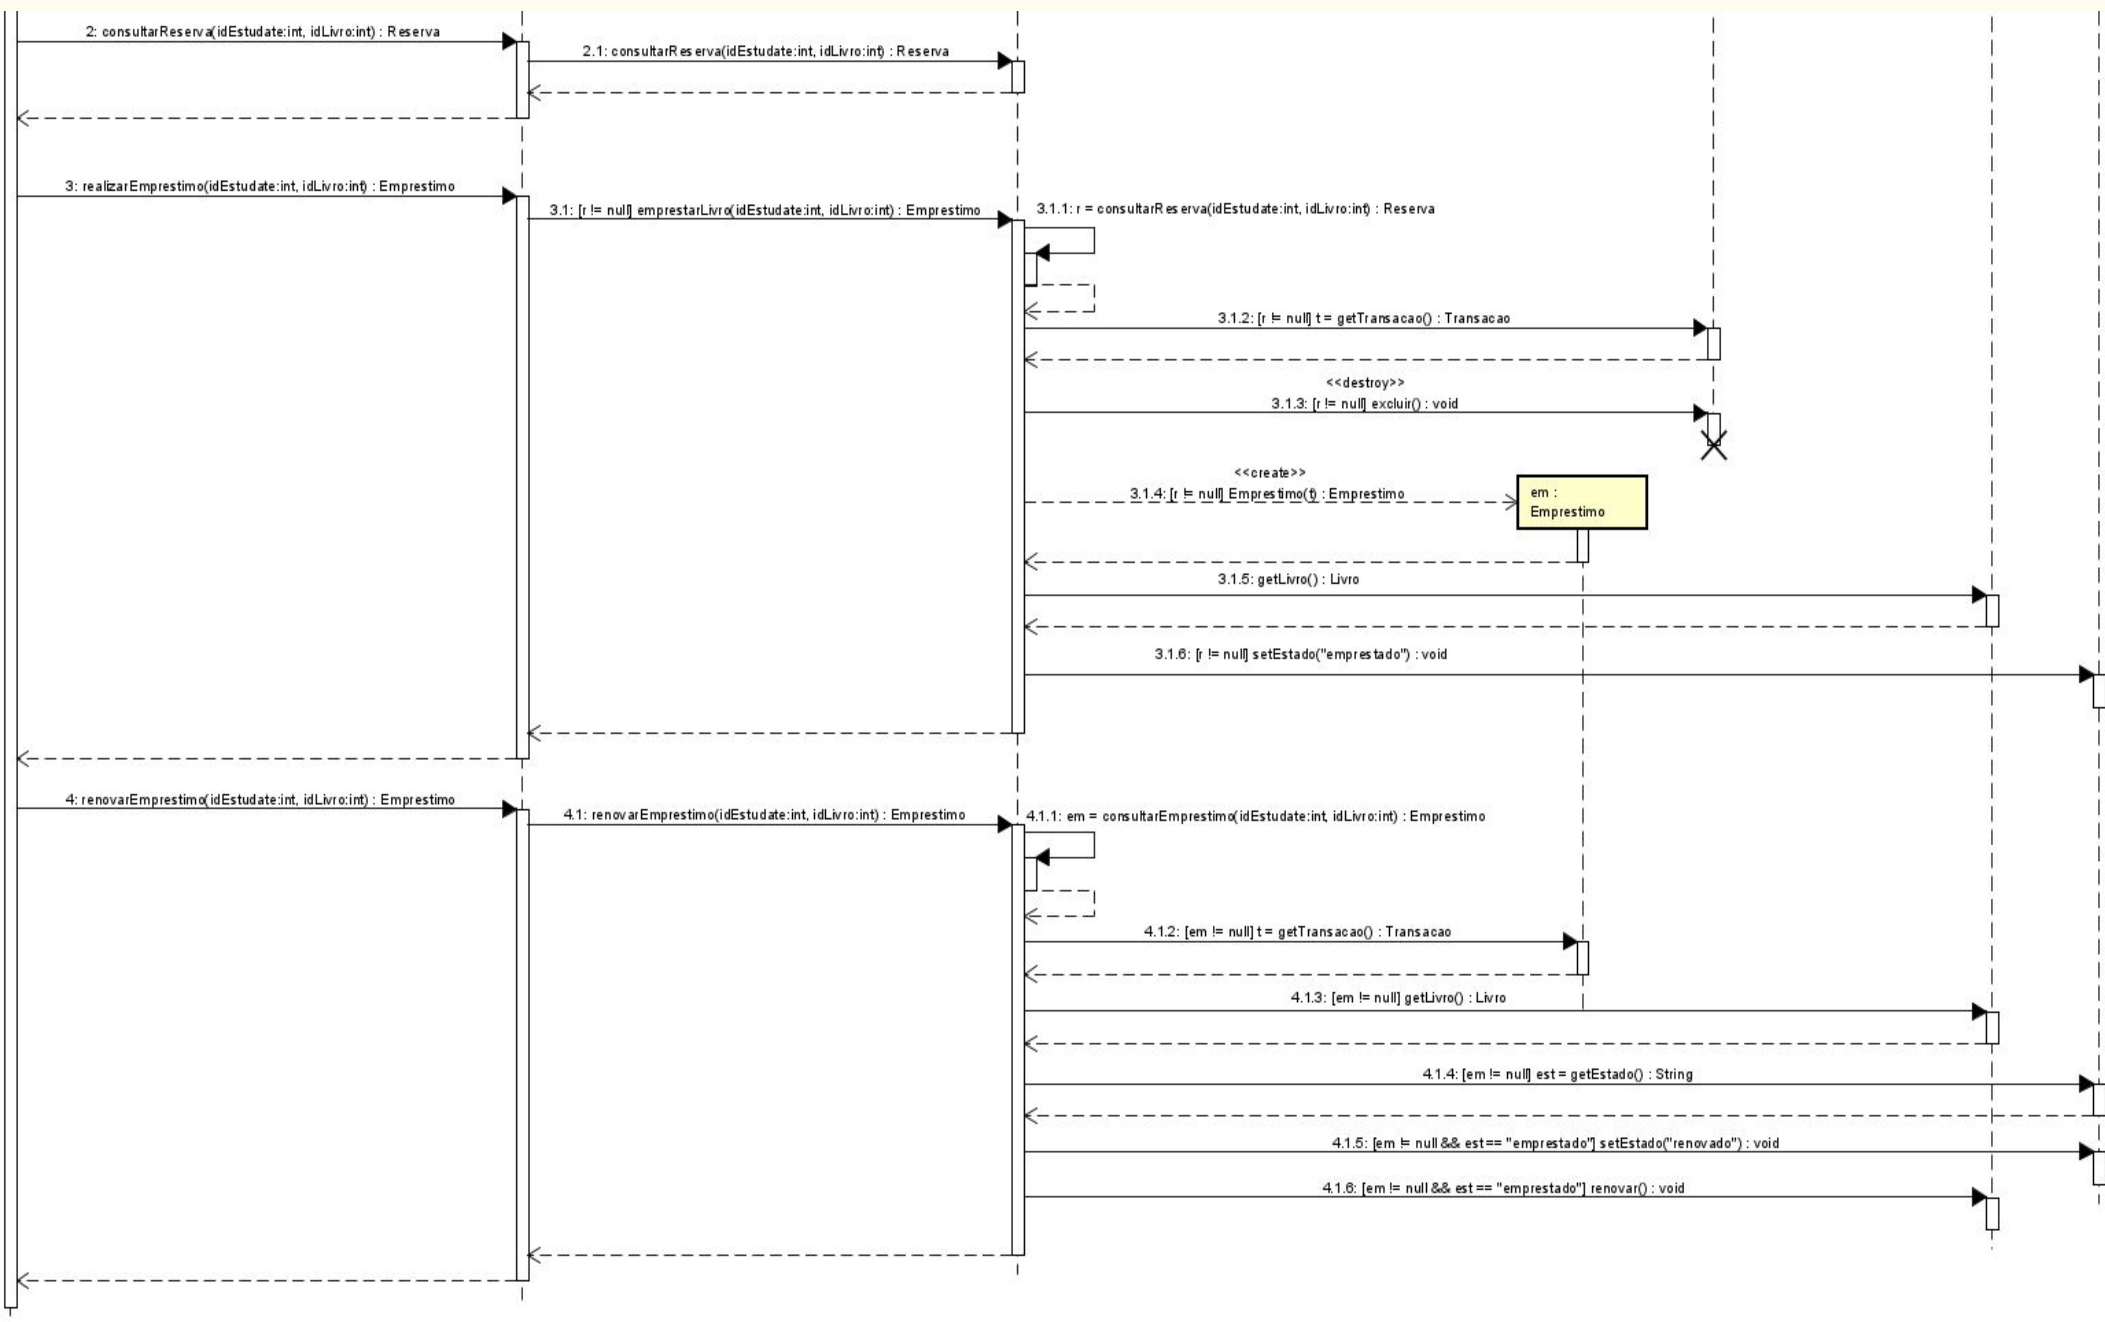 2: consultarReserva(idEstudate:int, idLivro:int) : Reserva
2.1: consultarReserva(idEstudate:int, idLivro:int) : Reserva
3: realizarEmprestimo(idEstudate:int, idLivro:int) : Emprestimo
3.1: [r != null] emprestarLivro(idEstudate:int, idLivro:int) : Emprestimo
3.1.1: r = consultarReserva(idEstudate:int, idLivro:int) : Reserva
3.1.2: [r != null] t = getTransacao() : Transacao
<<destroy>>
3.1.3: [r != null] excluir() : void
<<create>>
3.1.4: [r != null] Emprestimo(t) : Emprestimo
em :
Emprestimo
3.1.5: getLivro() : Livro
3.1.6: [r != null] setEstado("emprestado") : void
4: renovarEmprestimo(idEstudate:int, idLivro:int) : Emprestimo
4.1: renovarEmprestimo(idEstudate:int, idLivro:int) : Emprestimo
4.1.1: em = consultarEmprestimo(idEstudate:int, idLivro:int) : Emprestimo
4.1.2: [em != null] t = getTransacao() : Transacao
4.1.3: [em != null] getLivro() : Livro
4.1.4: [em != null] est = getEstado() : String
4.1.5: [em != null && est == "emprestado"] setEstado("renovado") : void
4.1.6: [em != null && est == "emprestado"] renovar() : void